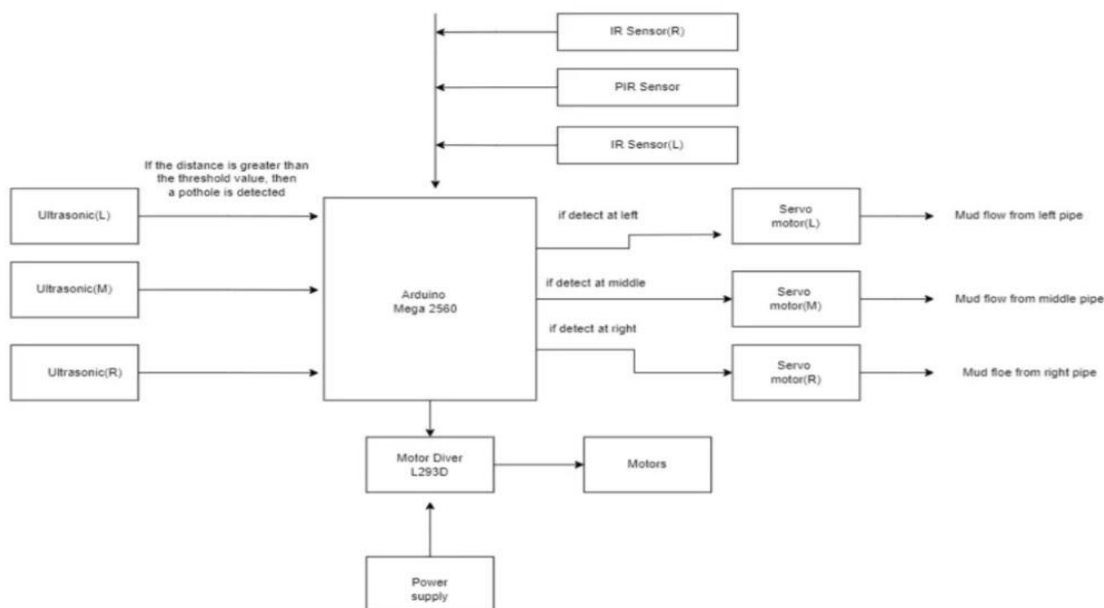 IR Sensor(R)
PIR Sensor
IR Sensor(L)
If the distance is greater than
the threshold value, then
a pothole is detected
Ultrasonic(L)
Ultrasonic(M)
Ultrasonic(R)
Arduino
Mega 2560
if detect at left
if detect at middle
if detect at right
Servo
motor(L)
Servo
motor(M)
Servo
motor(R)
Mud flow from left pipe
Mud flow from middle pipe
Mud floe from right pipe
Motor Diver
L293D
Motors
Power
supply